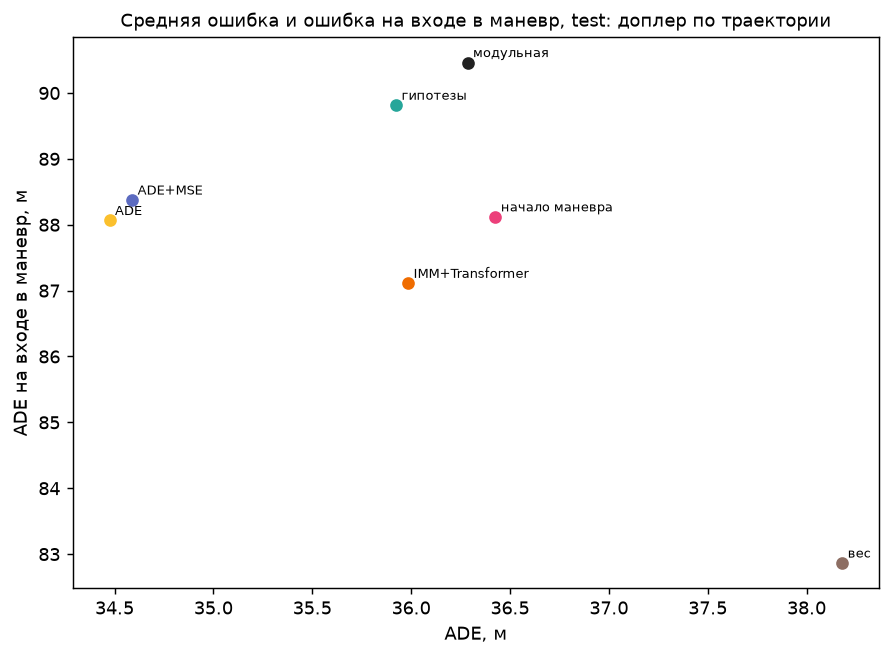 Средняя ошибка и ошибка на входе в маневр, test: доплер по траектории
модульная
гипотезы
ADE+MSE
ADE
начало маневра
IMM+Transformer
вес
ADE на входе в маневр, м
90
89
88
87
86
85
84
83
34.5 35.0 35.5 36.0 36.5 37.0 37.5 38.0
ADE, м